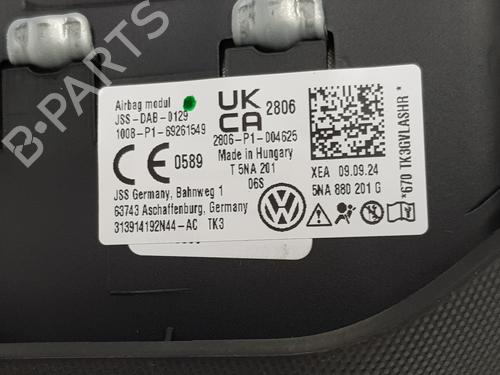 Airbag modul
JSS-DAB-0129
1008-P1-69261549
UK
CA
2806
2806-P1-004625
CE 0589
Made in Hungary
T 5NA 201
06S
JSS Germany, Bahnweg 1
63743 Aschaffenburg, Germany
313914192N44-AC TK3
XEA 09.09.24
5NA 880 201 G
*670 TK3GVLASHR*